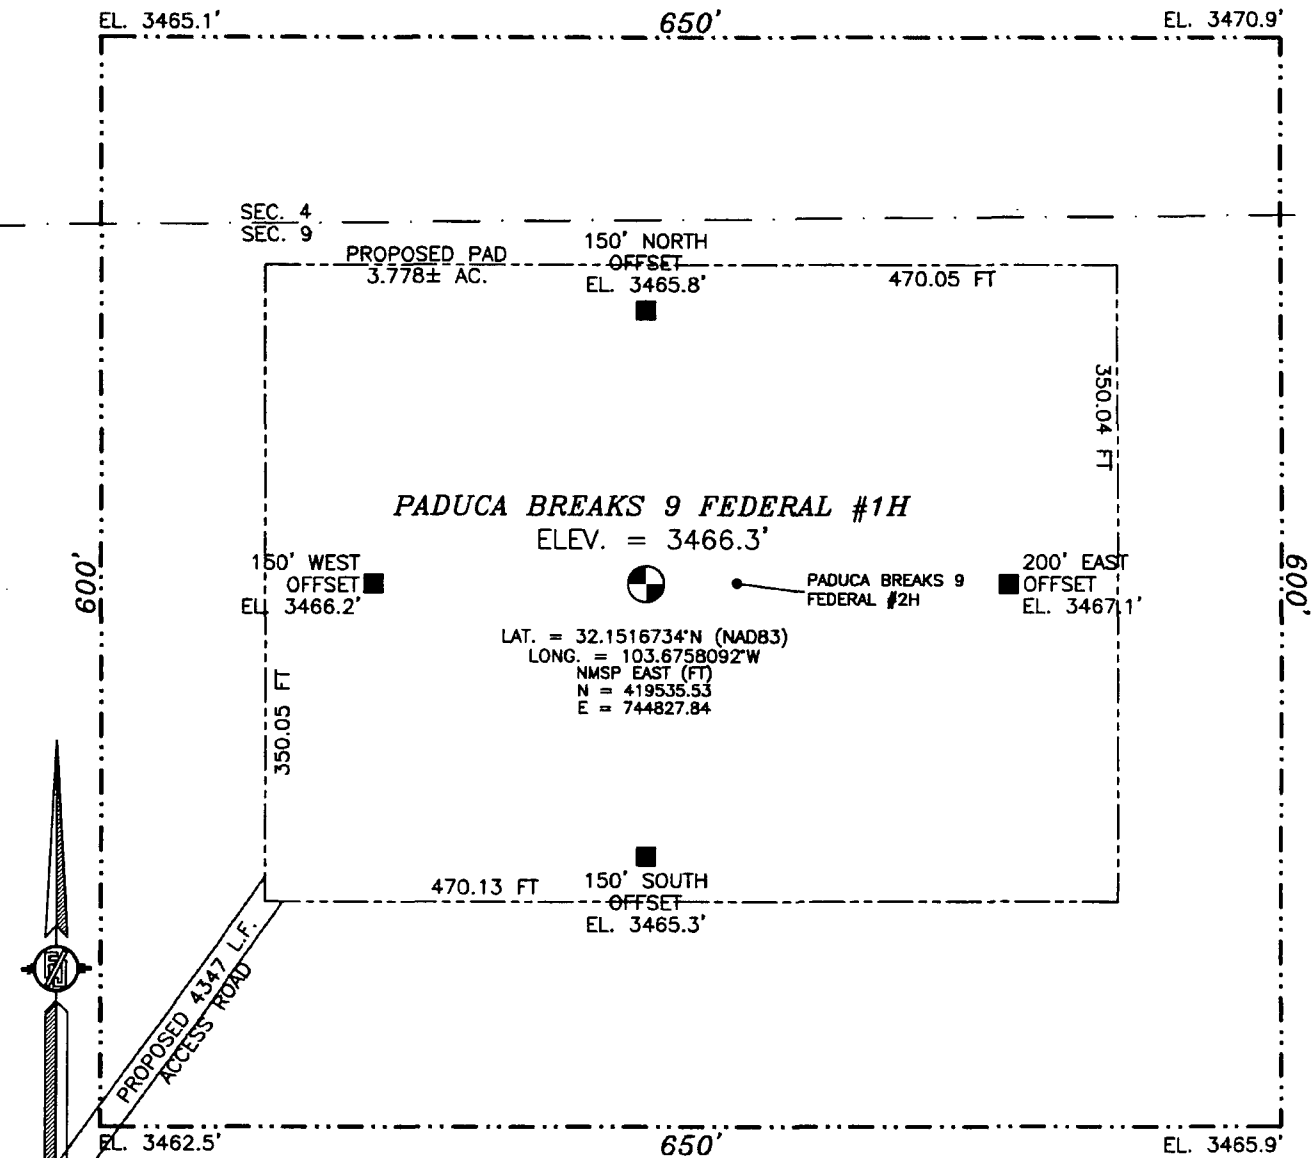 EL. 3465.1'
650'
EL. 3470.9'
SEC. 4
SEC. 9
PROPOSED PAD
3.778± AC.
150' NORTH
OFFSET
EL. 3465.8'
470.05 FT
350.04 FT
PADUCA BREAKS 9 FEDERAL #1H
ELEV. = 3466.3'
600'
150' WEST
OFFSET
EL. 3466.2'
PADUCA BREAKS 9
FEDERAL #2H
200' EAST
OFFSET
EL. 3467.1'
600'
LAT. = 32.1516734°N (NAD83)
LONG. = 103.6758092°W
NMSP EAST (FT)
N = 419535.53
E = 744827.84
350.05 FT
470.13 FT
150' SOUTH
OFFSET
EL. 3465.3'
PROPOSED 4347 L.F.
ACCESS ROAD
EL. 3462.5'
650'
EL. 3465.9'